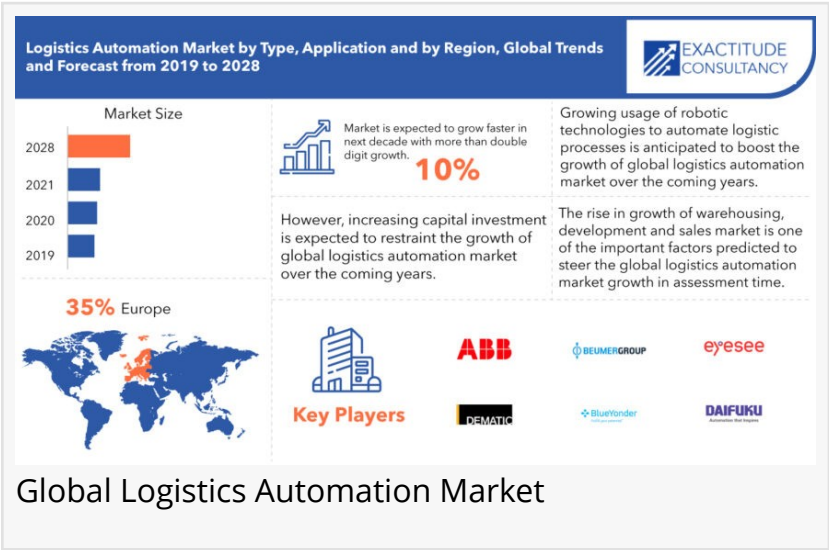 Logistics Automation Market by Type, Application and by Region, Global Trends
and Forecast from 2019 to 2028
EXACTITUDE
CONSULTANCY
Market Size
2028
2021
2020
2019
Market is expected to grow faster in
next decade with more than double
digit growth.
10%
Growing usage of robotic
technologies to automate logistic
processes is anticipated to boost the
growth of global logistics automation
market over the coming years.
However, increasing capital investment
is expected to restraint the growth of
global logistics automation market
over the coming years.
The rise in growth of warehousing,
development and sales market is one
of the important factors predicted to
steer the global logistics automation
market growth in assessment time.
35% Europe
Key Players
ABB
BEUMERGROUP
eyesee
DEMATIC
BlueYonder
DAIFUKU
Automation that Inspires
Global Logistics Automation Market